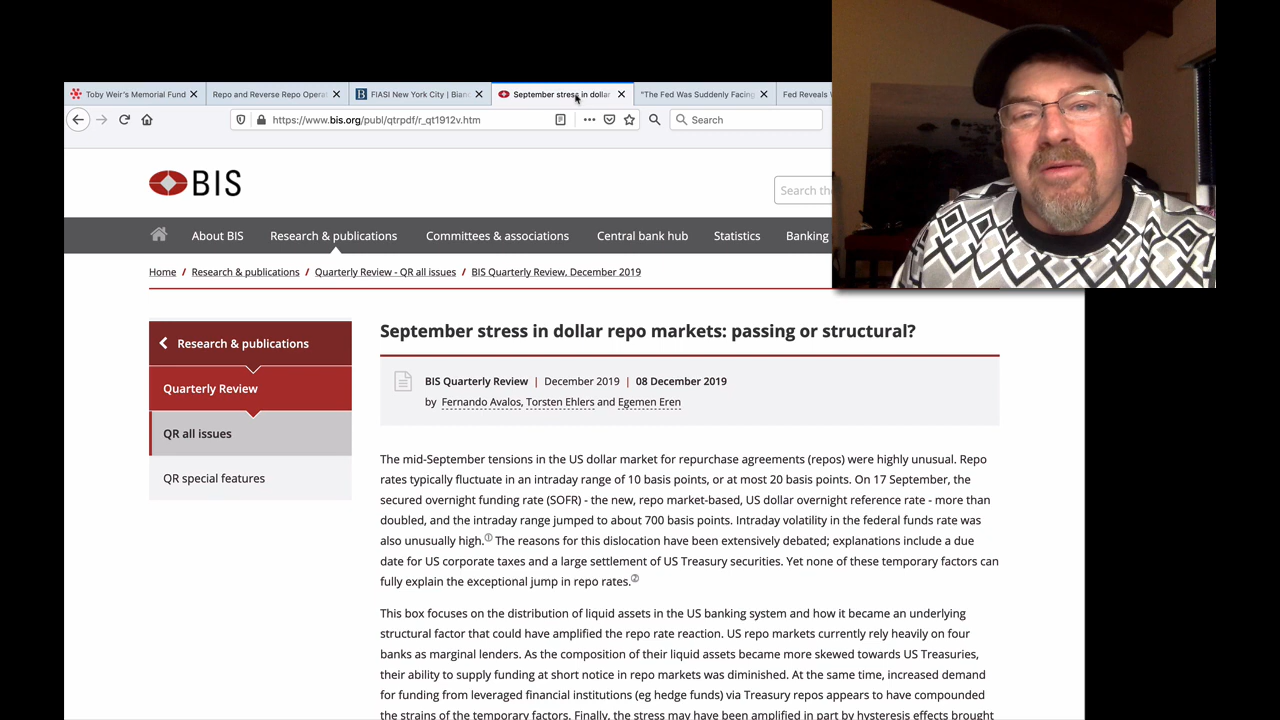 Toby Weir's Memorial Fund
Repo and Reverse Repo Opera
FIASI New York City | Bian
September stress in dollar
"The Fed Was Suddenly Facing
Fed Reveals W
https://www.bis.org/publ/qtrpdf/r_qt1912v.htm
Search
BIS
Search th
About BIS
Research & publications
Committees & associations
Central bank hub
Statistics
Banking
Home / Research & publications / Quarterly Review - QR all issues / BIS Quarterly Review, December 2019
Research & publications
Quarterly Review
QR all issues
QR special features
September stress in dollar repo markets: passing or structural?
BIS Quarterly Review | December 2019 | 08 December 2019
by Fernando Avalos, Torsten Ehlers and Egemen Eren
The mid-September tensions in the US dollar market for repurchase agreements (repos) were highly unusual. Repo
rates typically fluctuate in an intraday range of 10 basis points, or at most 20 basis points. On 17 September, the
secured overnight funding rate (SOFR) - the new, repo market-based, US dollar overnight reference rate - more than
doubled, and the intraday range jumped to about 700 basis points. Intraday volatility in the federal funds rate was
also unusually high.① The reasons for this dislocation have been extensively debated; explanations include a due
date for US corporate taxes and a large settlement of US Treasury securities. Yet none of these temporary factors can
fully explain the exceptional jump in repo rates.②
This box focuses on the distribution of liquid assets in the US banking system and how it became an underlying
structural factor that could have amplified the repo rate reaction. US repo markets currently rely heavily on four
banks as marginal lenders. As the composition of their liquid assets became more skewed towards US Treasuries,
their ability to supply funding at short notice in repo markets was diminished. At the same time, increased demand
for funding from leveraged financial institutions (eg hedge funds) via Treasury repos appears to have compounded
the strains of the temporary factors. Finally, the stress may have been amplified in part by hysteresis effects brought